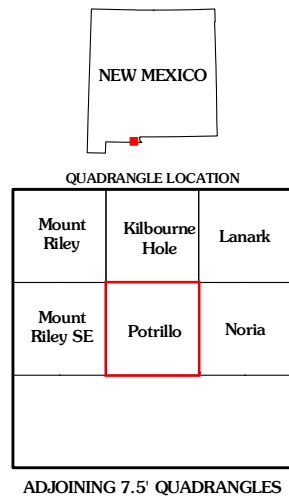 NEW MEXICO
QUADRANGLE LOCATION
Mount
Riley
Kilbourne
Hole
Lanark
Mount
Riley SE
Potrillo
Noria
ADJOINING 7.5' QUADRANGLES